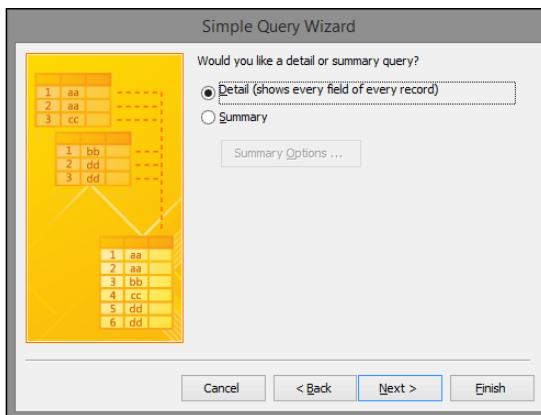 Simple Query Wizard
Would you like a detail or summary query?
Detail (shows every field of every record)
Summary
Summary Options ...
1 aa
2 aa
3 cc
1 bb
2 dd
3 dd
1 aa
2 aa
3 bb
4 cc
5 dd
6 dd
Cancel
< Back
Next >
Finish